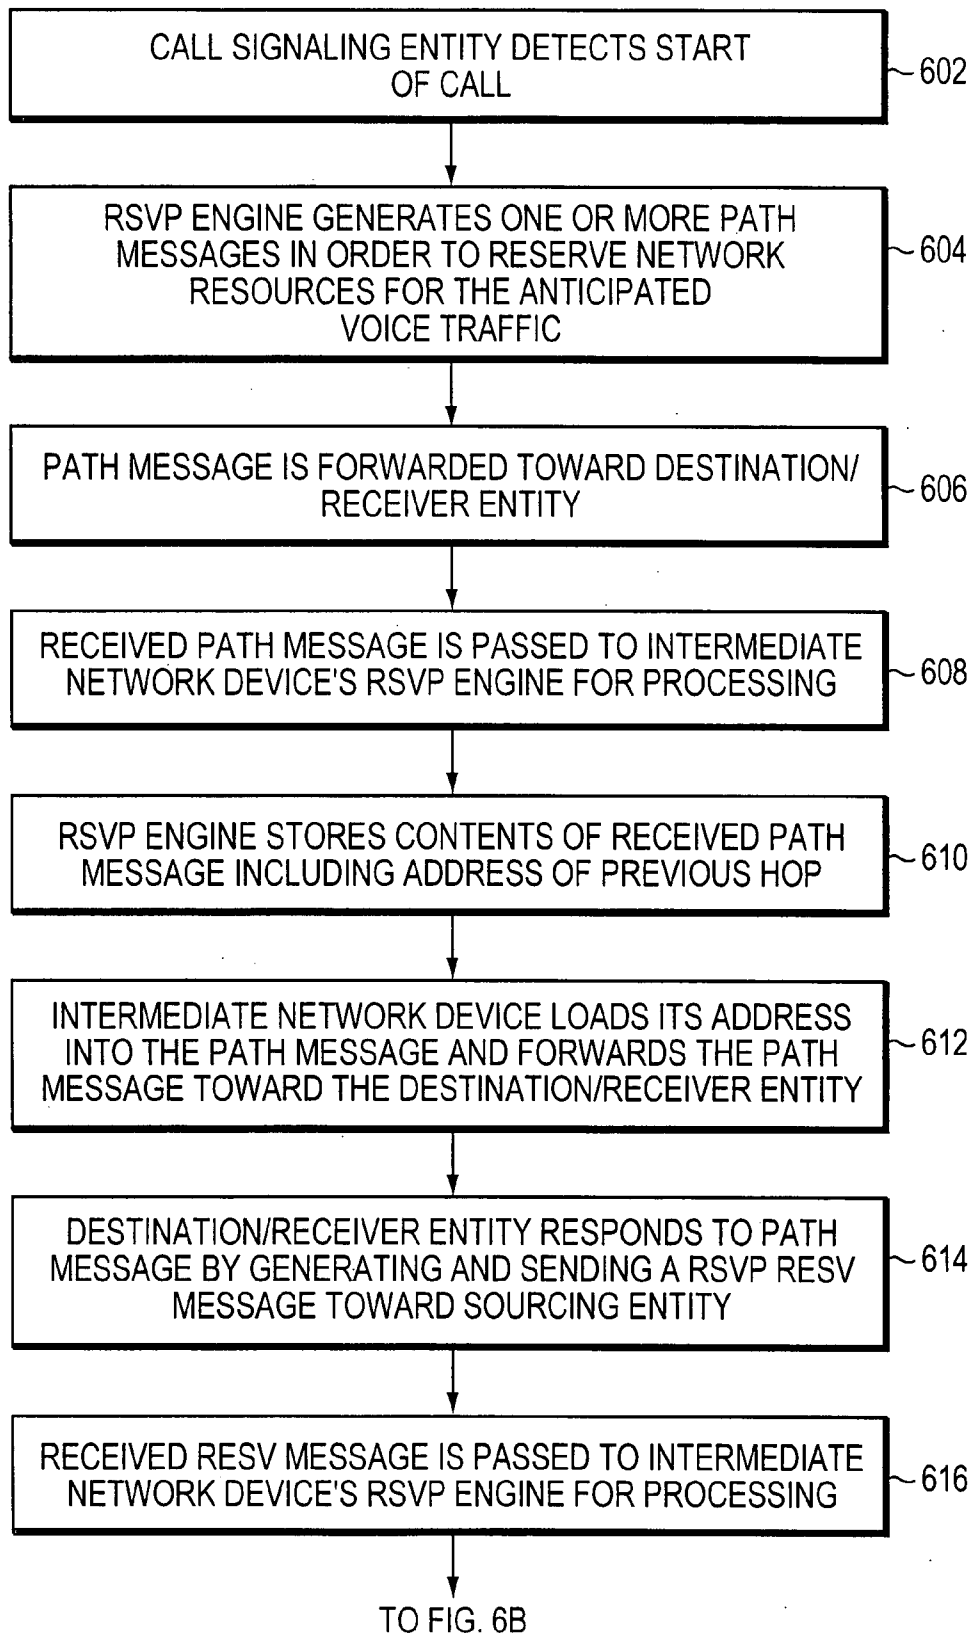 CALL SIGNALING ENTITY DETECTS START
OF CALL
602
RSVP ENGINE GENERATES ONE OR MORE PATH
MESSAGES IN ORDER TO RESERVE NETWORK
RESOURCES FOR THE ANTICIPATED
VOICE TRAFFIC
604
PATH MESSAGE IS FORWARDED TOWARD DESTINATION/
RECEIVER ENTITY
606
RECEIVED PATH MESSAGE IS PASSED TO INTERMEDIATE
NETWORK DEVICE'S RSVP ENGINE FOR PROCESSING
608
RSVP ENGINE STORES CONTENTS OF RECEIVED PATH
MESSAGE INCLUDING ADDRESS OF PREVIOUS HOP
610
INTERMEDIATE NETWORK DEVICE LOADS ITS ADDRESS
INTO THE PATH MESSAGE AND FORWARDS THE PATH
MESSAGE TOWARD THE DESTINATION/RECEIVER ENTITY
612
DESTINATION/RECEIVER ENTITY RESPONDS TO PATH
MESSAGE BY GENERATING AND SENDING A RSVP RESV
MESSAGE TOWARD SOURCING ENTITY
614
RECEIVED RESV MESSAGE IS PASSED TO INTERMEDIATE
NETWORK DEVICE'S RSVP ENGINE FOR PROCESSING
616
TO FIG. 6B